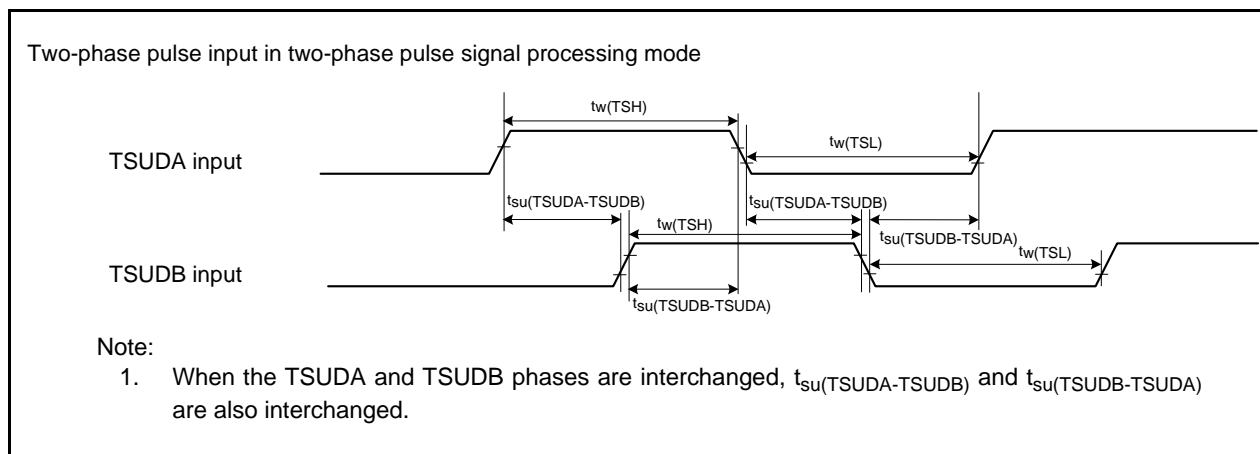 Two-phase pulse input in two-phase pulse signal processing mode
tw(TSH)
TSUDA input
tw(TSL)
tsu(TSUDA-TSUDB)
tsu(TSUDA-TSUDB)
tw(TSH)
tsu(TSUDB-TSUDA)
tw(TSL)
TSUDB input
tsu(TSUDB-TSUDA)
Note:
1. When the TSUDA and TSUDB phases are interchanged, tsu(TSUDA-TSUDB) and tsu(TSUDB-TSUDA)
are also interchanged.